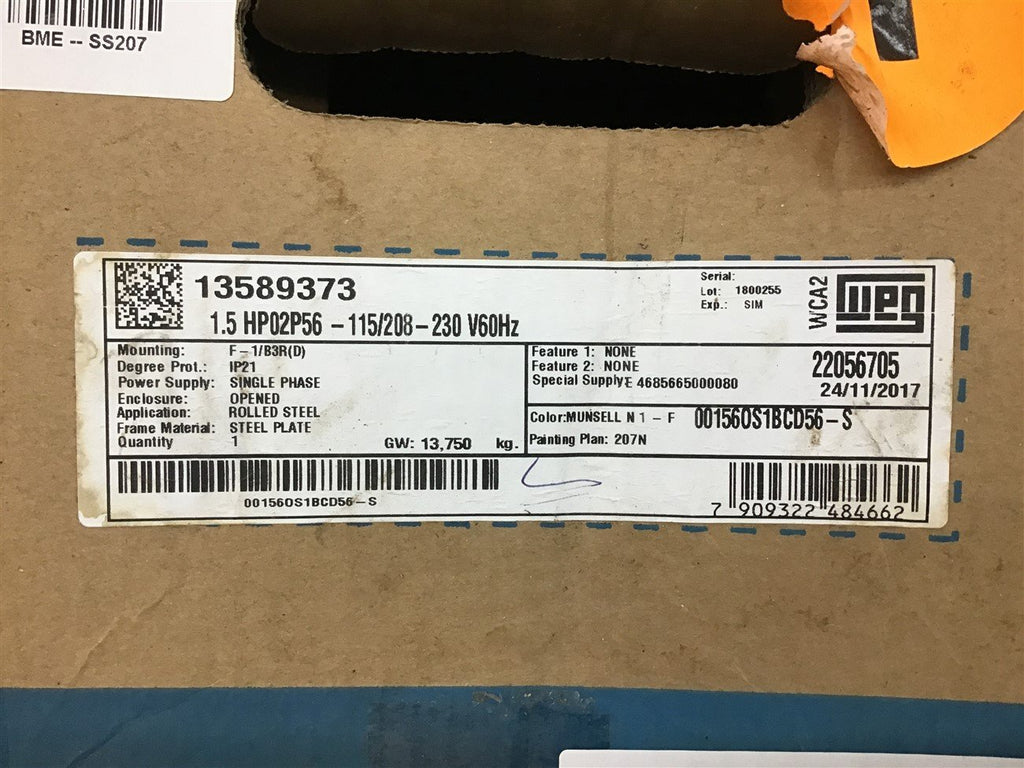 BME -- SS207
13589373
1.5 HP02P56 - 115/208-230 V60Hz
Serial:
Lot: 1800255
Exp.: SIM
WCA2
WEG
Mounting: F-1/B3R(D)
Degree Prot.: IP21
Power Supply: SINGLE PHASE
Enclosure: OPENED
Application: ROLLED STEEL
Frame Material: STEEL PLATE
Quantity 1
GW: 13,750 kg.
Feature 1: NONE
Feature 2: NONE
Special Supply: 4685665000080
22056705
24/11/2017
Color:MUNSELL N 1 - F
00156OS1BCD56-S
Painting Plan: 207N
00156OS1BCD56-S
7 909322 484662